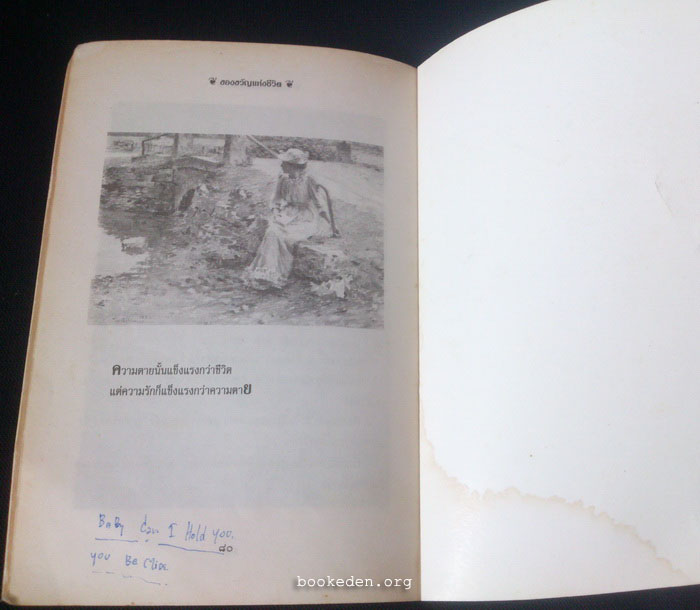 ❦ ของขวัญแห่งชีวิต ❦
ความตายนั้นแข็งแรงกว่าชีวิต
แต่ความรักก็แข็งแรงกว่าความตาย
BaBy Can I Hold you.
๘๐
you Be
bookeden.org